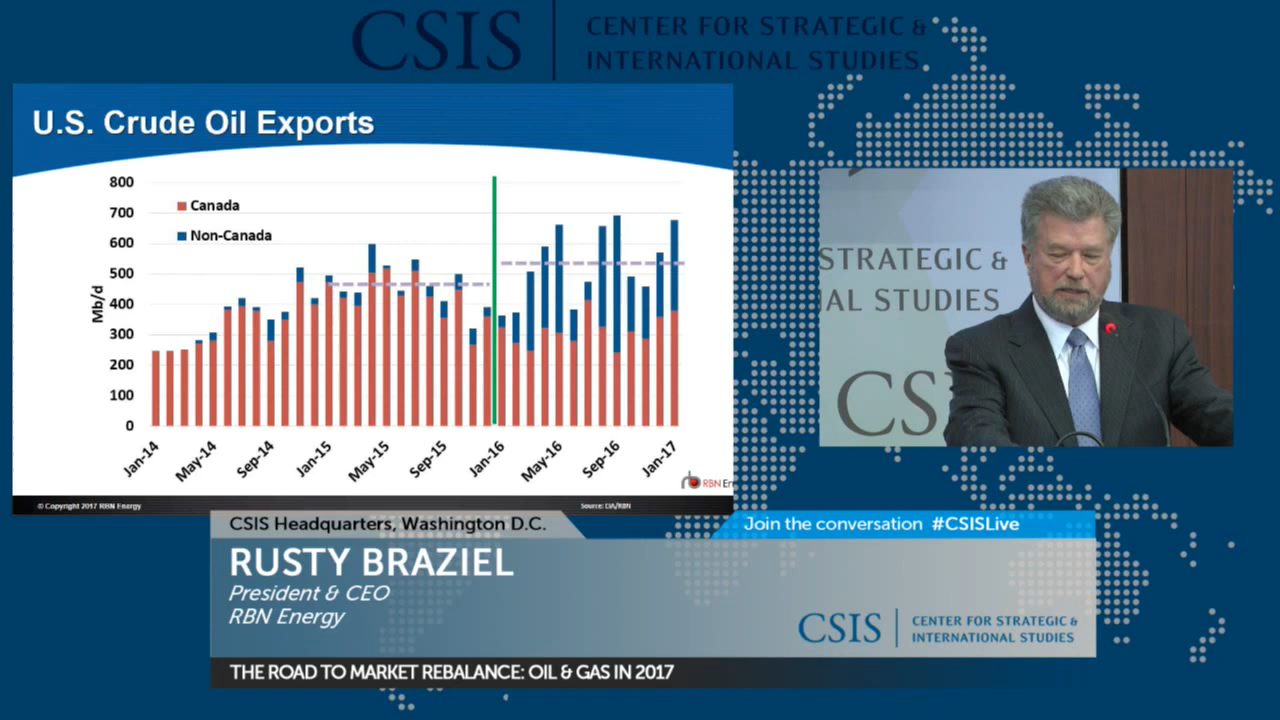 CSIS
CENTER FOR STRATEGIC &
INTERNATIONAL STUDIES
U.S. Crude Oil Exports
800
700
600
500
400
300
200
100
0
Mb/d
Canada
Non-Canada
Jan-14
May-14
Sep-14
Jan-15
May-15
Sep-15
Jan-16
May-16
Sep-16
Jan-17
RBN En
© Copyright 2017 RBN Energy
Source: EIA/RBN
STRATEGIC &
AL STUDIES
CS
CSIS Headquarters, Washington D.C.
Join the conversation #CSISLive
RUSTY BRAZIEL
President & CEO
RBN Energy
CSIS
CENTER FOR STRATEGIC &
INTERNATIONAL STUDIES
THE ROAD TO MARKET REBALANCE: OIL & GAS IN 2017